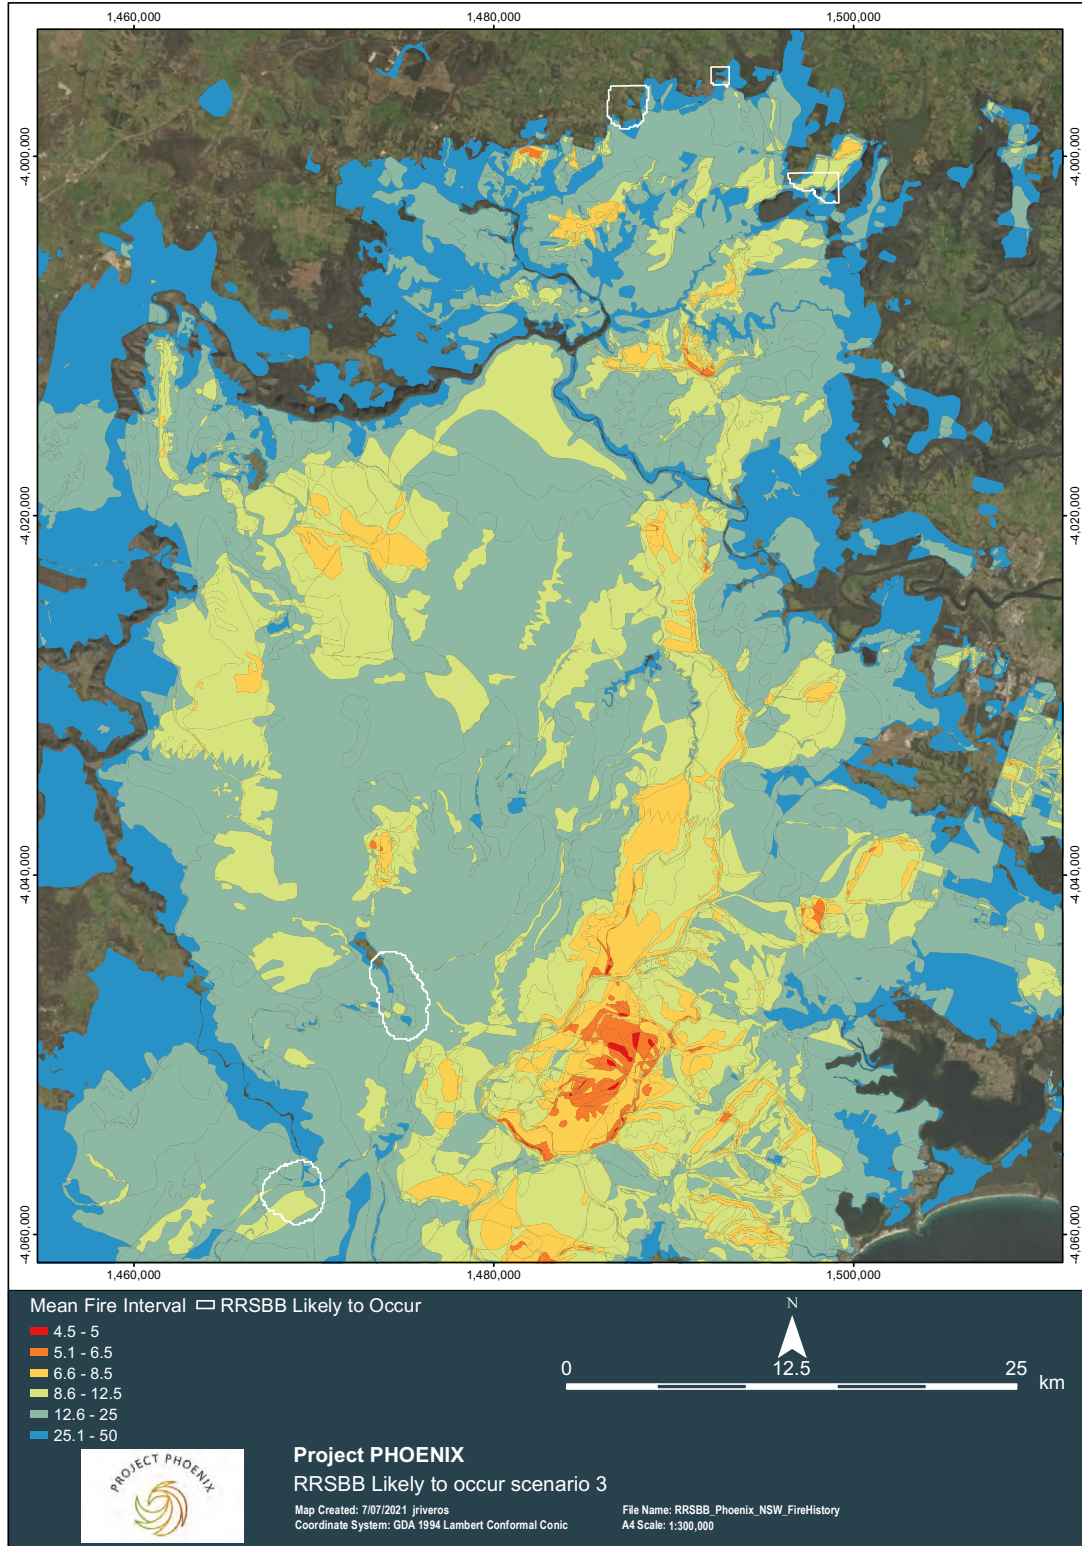 1,460,000 1,480,000 1,500,000
-4,000,000 -4,000,000
-4,020,000 -4,020,000
-4,040,000 -4,040,000
-4,060,000 -4,060,000
1,460,000 1,480,000 1,500,000
Mean Fire Interval RRSBB Likely to Occur
4.5 - 5
5.1 - 6.5
6.6 - 8.5
8.6 - 12.5
12.6 - 25
25.1 - 50
N
0 12.5 25
km
PROJECT PHOENIX
Project PHOENIX
RRSBB Likely to occur scenario 3
Map Created: 7/07/2021 jriveros
Coordinate System: GDA 1994 Lambert Conformal Conic
File Name: RRSBB_Phoenix_NSW_FireHistory
A4 Scale: 1:300,000